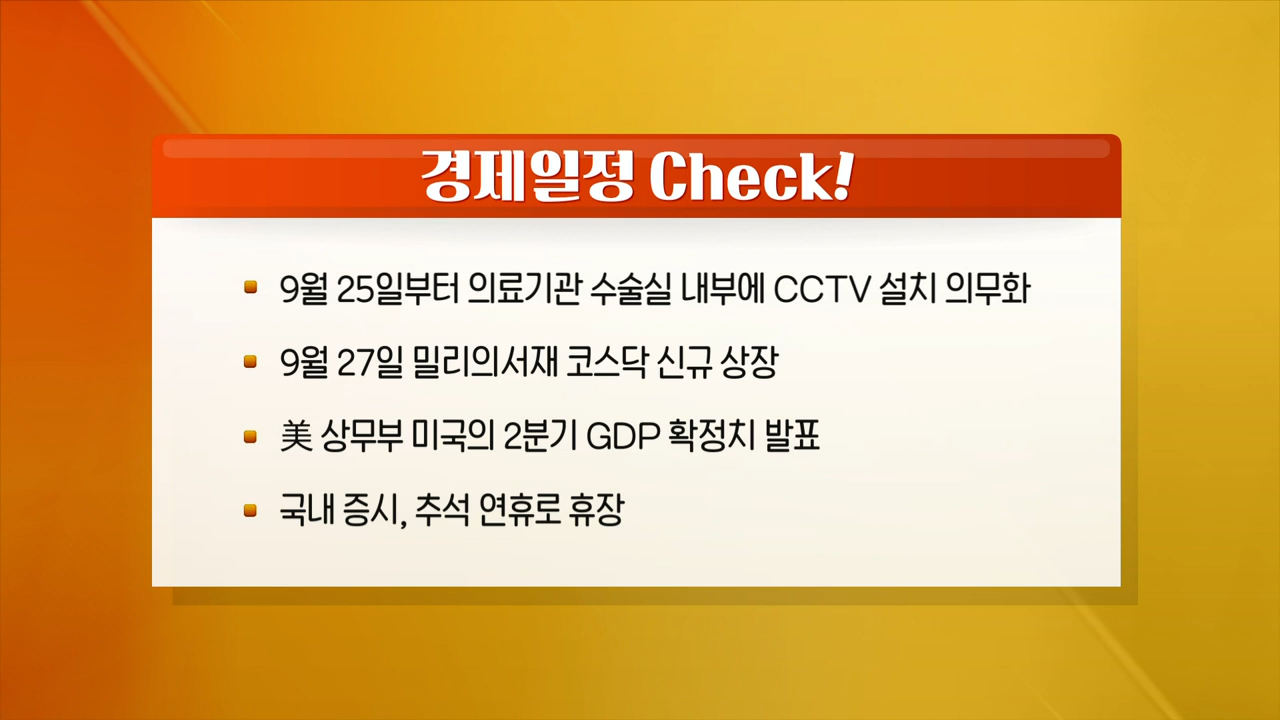 경제일정 Check!
9월 25일부터 의료기관 수술실 내부에 CCTV 설치 의무화
9월 27일 밀리의서재 코스닥 신규 상장
美 상무부 미국의 2분기 GDP 확정치 발표
국내 증시, 추석 연휴로 휴장